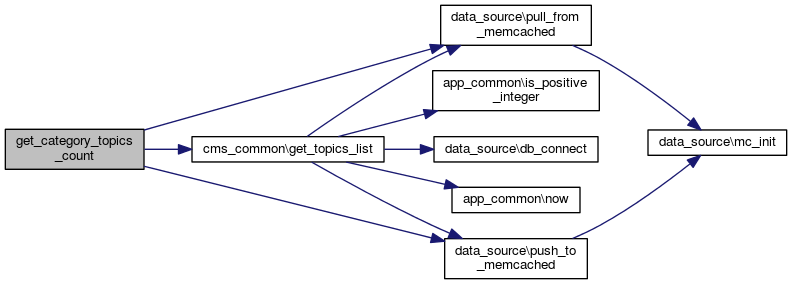 get_category_topics
_count
cms_common\get_topics_list
data_source\pull_from
_memcached
app_common\is_positive
_integer
data_source\db_connect
app_common\now
data_source\push_to
_memcached
data_source\mc_init